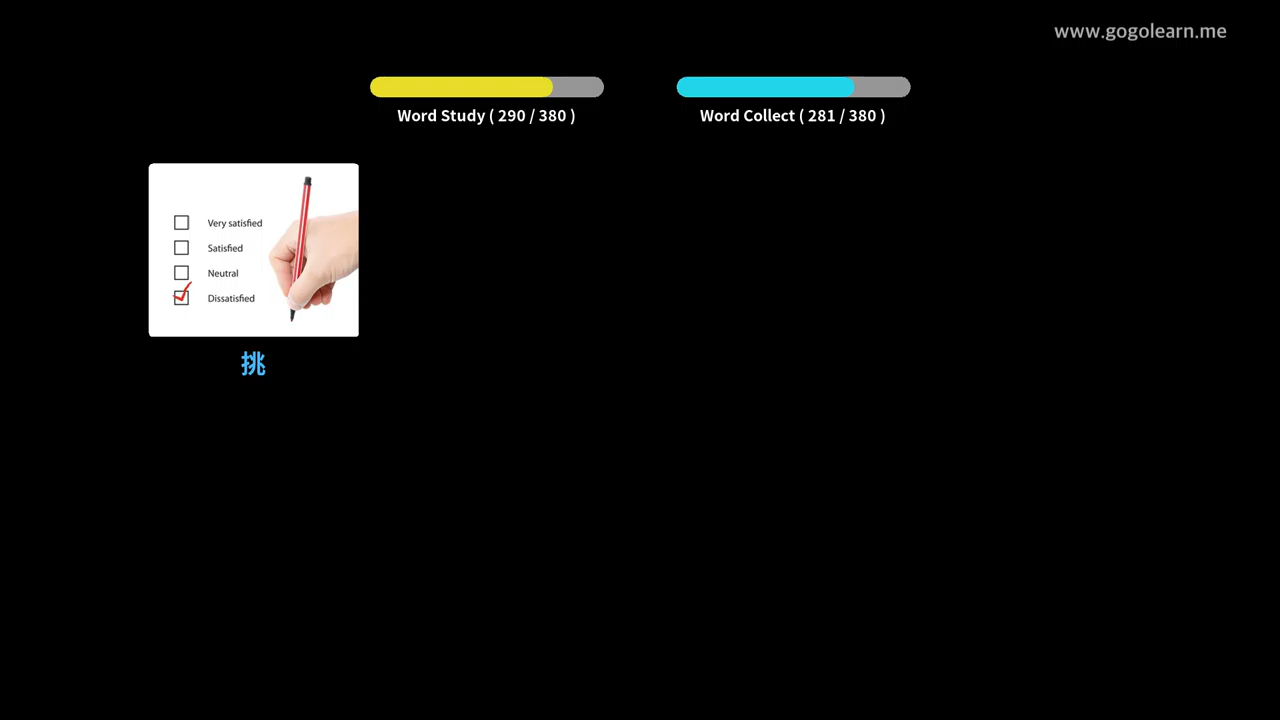 www.gogolearn.me
Word Study ( 290 / 380 )
Word Collect ( 281 / 380 )
Very satisfied
Satisfied
Neutral
Dissatisfied
挑